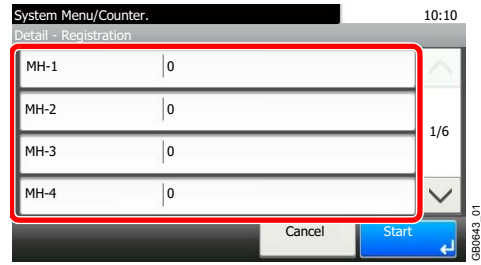 System Menu/Counter. 10:10
Detail - Registration
MH-1 0
MH-2 0
1/6
MH-3 0
MH-4 0
Cancel Start
GB0643_01